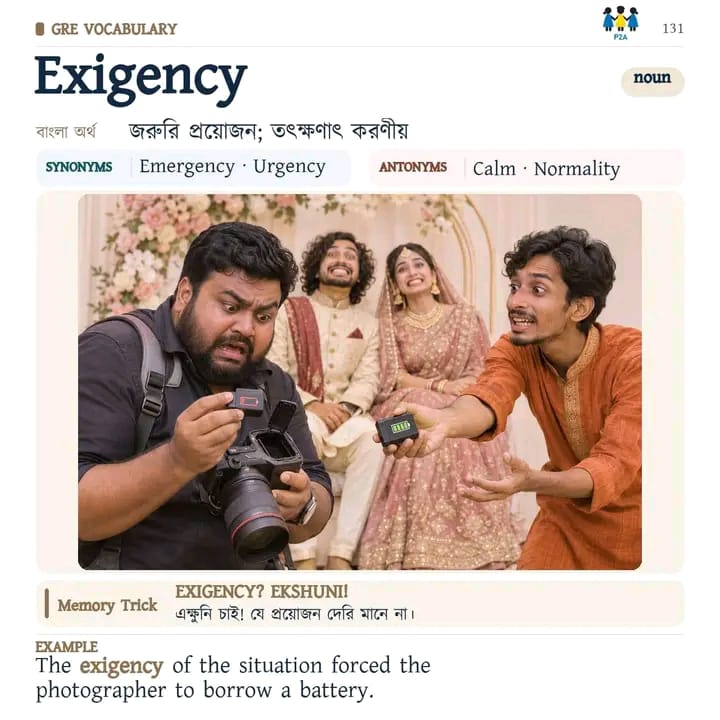 GRE VOCABULARY
P2A
131
Exigency
noun
বাংলা অর্থ জরুরি প্রয়োজন; তৎক্ষণাৎ করণীয়
SYNONYMS Emergency · Urgency
ANTONYMS Calm · Normality
Memory Trick
EXIGENCY? EKSHUNI!
এক্ষুনি চাই! যে প্রয়োজন দেরি মানে না।
EXAMPLE
The exigency of the situation forced the
photographer to borrow a battery.